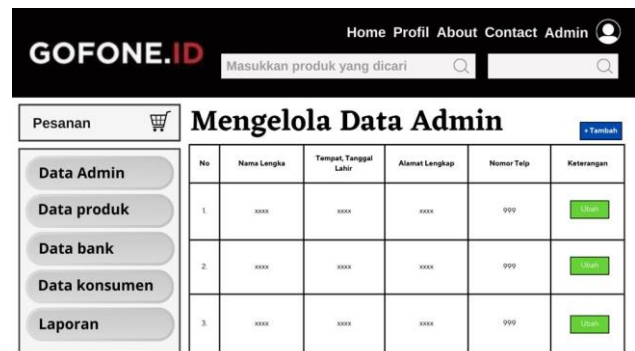 Home Profil About Contact Admin
GOFONE.ID
Masukkan produk yang dicari
Pesanan
Mengelola Data Admin
+ Tambah
Data Admin
Data produk
Data bank
Data konsumen
Laporan
No Nama Lengka Tempat, Tanggal Lahir Alamat Lengkap Nomor Telp Keterangan
1. xxxx xxxx xxxx 999 Ubah
2. xxxx xxxx xxxx 999 Ubah
3. xxxx xxxx xxxx 999 Ubah